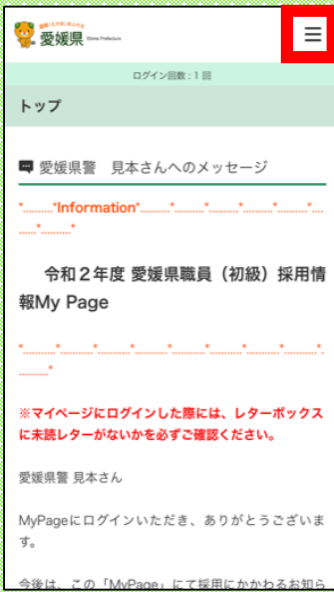 愛媛県 Ehime Prefecture
ログイン回数 : 1 回
トップ
愛媛県警 見本さんへのメッセージ
*.........*Information*.........*.........*.........*.........*...
......*.........*
令和２年度 愛媛県職員（初級）採用情
報My Page
*.........*.........*.........*.........*.........*.........*.........*.........*.
.........*
※マイページにログインした際には、レターボックス
に未読レターがないかを必ずご確認ください。
愛媛県警 見本さん
MyPageにログインいただき、ありがとうございま
す。
今後は、この「MyPage」にて採用にかかわるお知ら